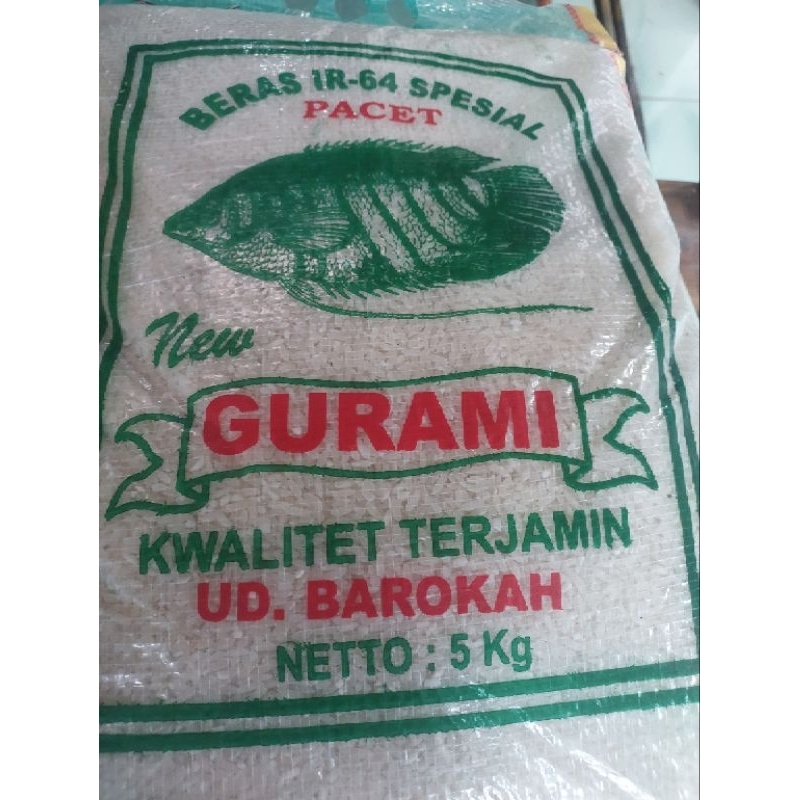 BERAS IR-64 SPESIAL
PACET
New
GURAMI
KWALITET TERJAMIN
UD. BAROKAH
NETTO : 5 Kg